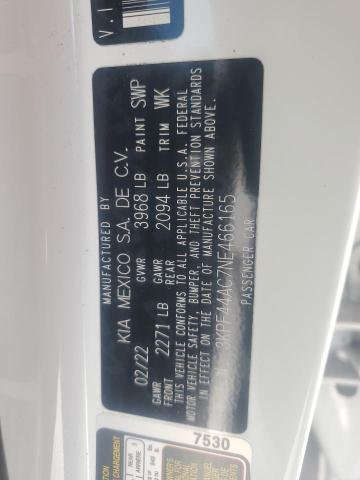 MANUFACTURED BY
KIA MEXICO S.A. DE C.V.
02/22 GVWR 3968 LB PAINT SWP
GAWR FRONT 2271 LB GAWR REAR 2094 LB TRIM WK
THIS VEHICLE CONFORMS TO ALL APPLICABLE U.S.A. FEDERAL
MOTOR VEHICLE SAFETY, BUMPER, AND THEFT PREVENTION STANDARDS
IN EFFECT ON THE DATE OF MANUFACTURE SHOWN ABOVE.
3KPF44AC7NE466165
PASSENGER CAR
7530
V.I